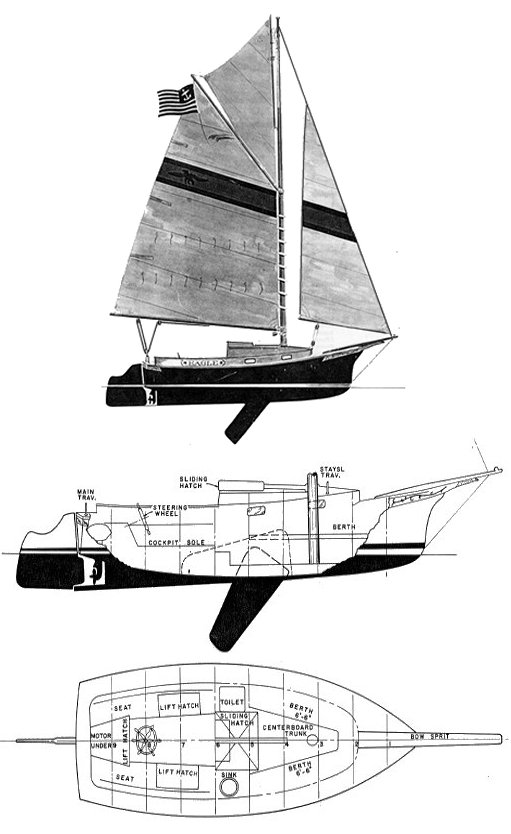 EAGLE
SLIDING
HATCH
STAYSL
TRAV.
MAIN
TRAV.
STEERING
WHEEL
BERTH
COCKPIT SOLE
SEAT
LIFT HATCH
TOILET
BERTH
6'-6"
SLIDING
HATCH
CENTERBOARD
TRUNK
MOTOR
UNDER
LIFT HATCH
9 8 7 6 5 4 3 2 1
BOW SPRIT
SEAT
LIFT HATCH
SINK
BERTH
6'-6"